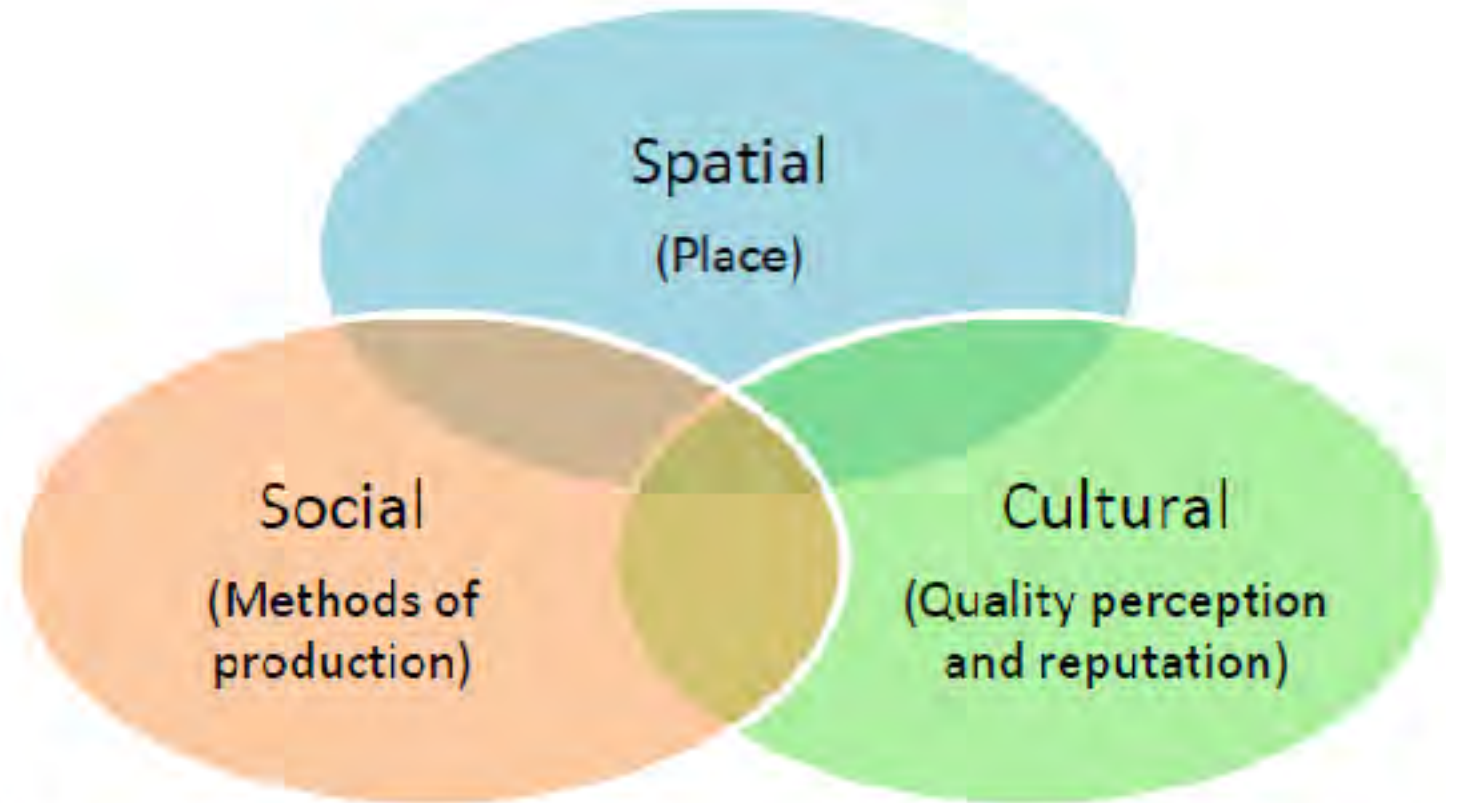 Spatial
(Place)
Social
(Methods of
production)
Cultural
(Quality perception
and reputation)